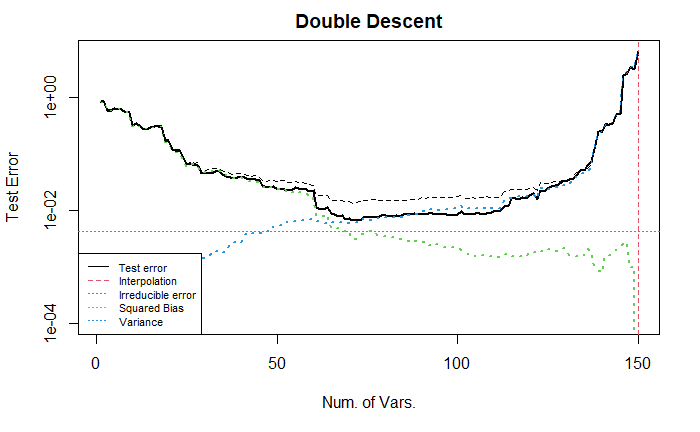 Double Descent
Test Error
1e+00
1e-02
1e-04
Test error
Interpolation
Irreducible error
Squared Bias
Variance
0
50
100
150
Num. of Vars.